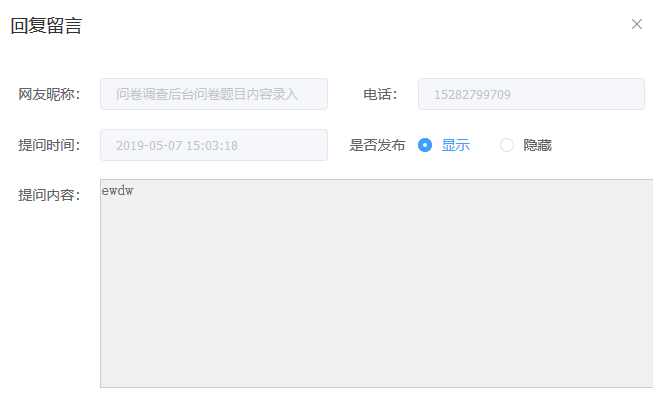 回复留言
网友昵称： 问卷调查后台问卷题目内容录入 电话： 15282799709
提问时间： 2019-05-07 15:03:18 是否发布 显示 隐藏
提问内容： ewdw